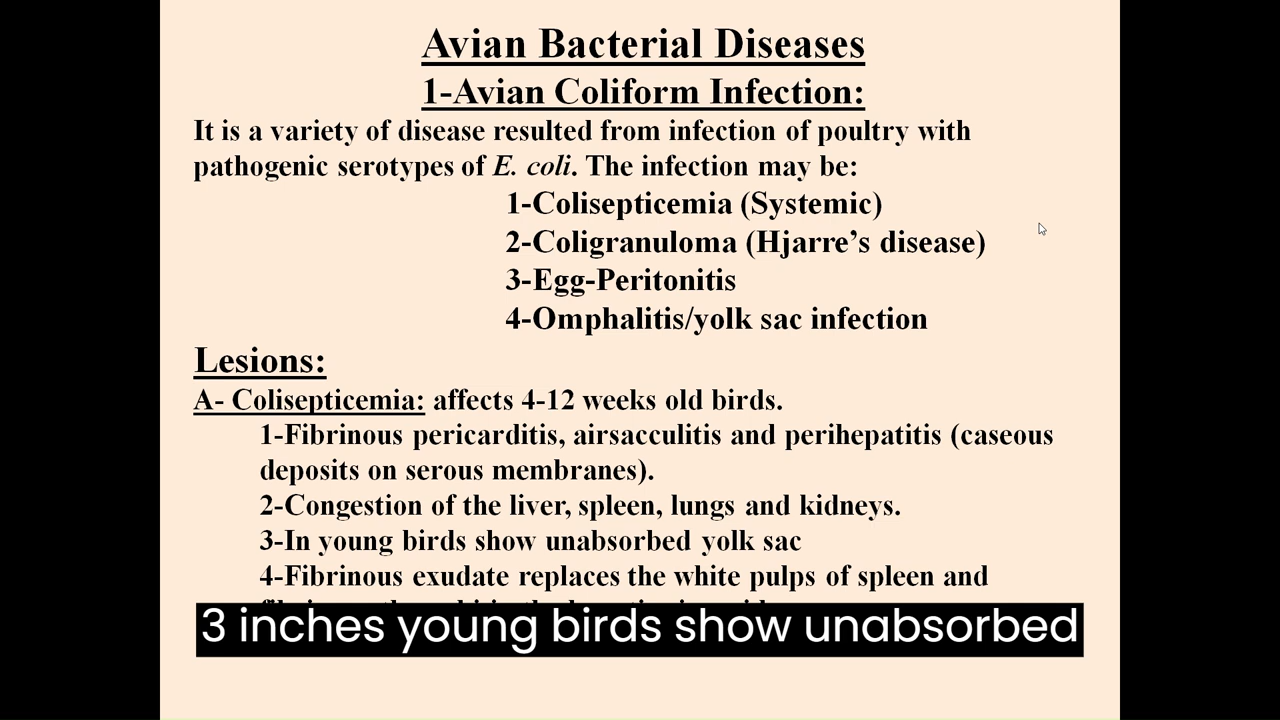 Avian Bacterial Diseases
1-Avian Coliform Infection:
It is a variety of disease resulted from infection of poultry with
pathogenic serotypes of E. coli. The infection may be:
1-Colisepticemia (Systemic)
2-Coligranuloma (Hjarre’s disease)
3-Egg-Peritonitis
4-Omphalitis/yolk sac infection
Lesions:
A- Colisepticemia: affects 4-12 weeks old birds.
1-Fibrinous pericarditis, airsacculitis and perihepatitis (caseous
deposits on serous membranes).
2-Congestion of the liver, spleen, lungs and kidneys.
3-In young birds show unabsorbed yolk sac
4-Fibrinous exudate replaces the white pulps of spleen and
3 inches young birds show unabsorbed